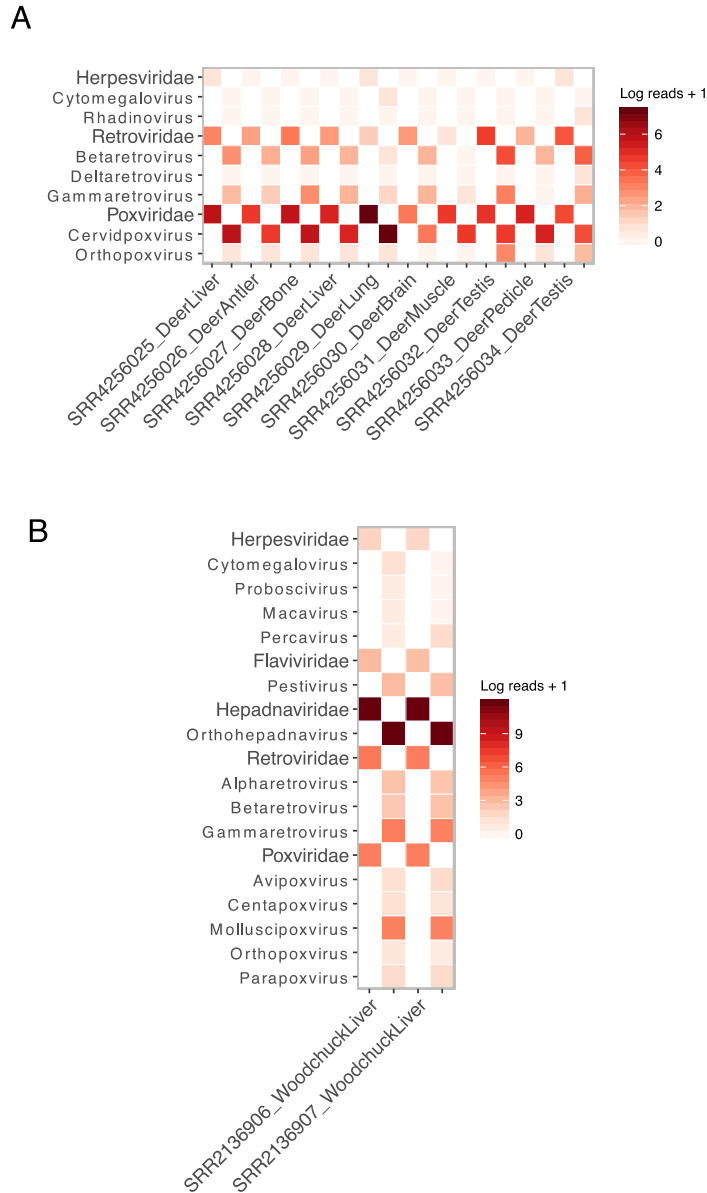 A
Herpesviridae
Cytomegalovirus
Rhadinovirus
Retroviridae
Betaretrovirus
Deltaretrovirus
Gammaretrovirus
Poxviridae
Cervidpoxvirus
Orthopoxvirus
Log reads + 1
6
4
2
0
SRR4256025_DeerLiver
SRR4256026_DeerAntler
SRR4256027_DeerBone
SRR4256028_DeerLiver
SRR4256029_DeerLung
SRR4256030_DeerBrain
SRR4256031_DeerMuscle
SRR4256032_DeerTestis
SRR4256033_DeerPedicle
SRR4256034_DeerTestis
B
Herpesviridae
Cytomegalovirus
Proboscivirus
Macavirus
Percavirus
Flaviviridae
Pestivirus
Hepadnaviridae
Orthohepadnavirus
Retroviridae
Alpharetrovirus
Betaretrovirus
Gammaretrovirus
Poxviridae
Avipoxvirus
Centapoxvirus
Molluscipoxvirus
Orthopoxvirus
Parapoxvirus
Log reads + 1
9
6
3
0
SRR2136906_WoodchuckLiver
SRR2136907_WoodchuckLiver